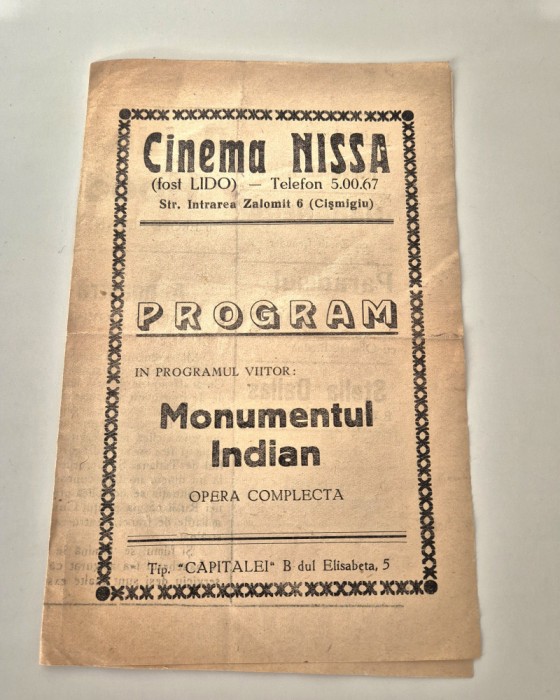 Cinema NISSA
(fost LIDO) — Telefon 5.00.67
Str. Intrarea Zalomit 6 (Cişmigiu)
PROGRAM
IN PROGRAMUL VIITOR:
Monumentul
Indian
OPERA COMPLECTA
Tip. "CAPITALEI" B dul Elisabeta, 5